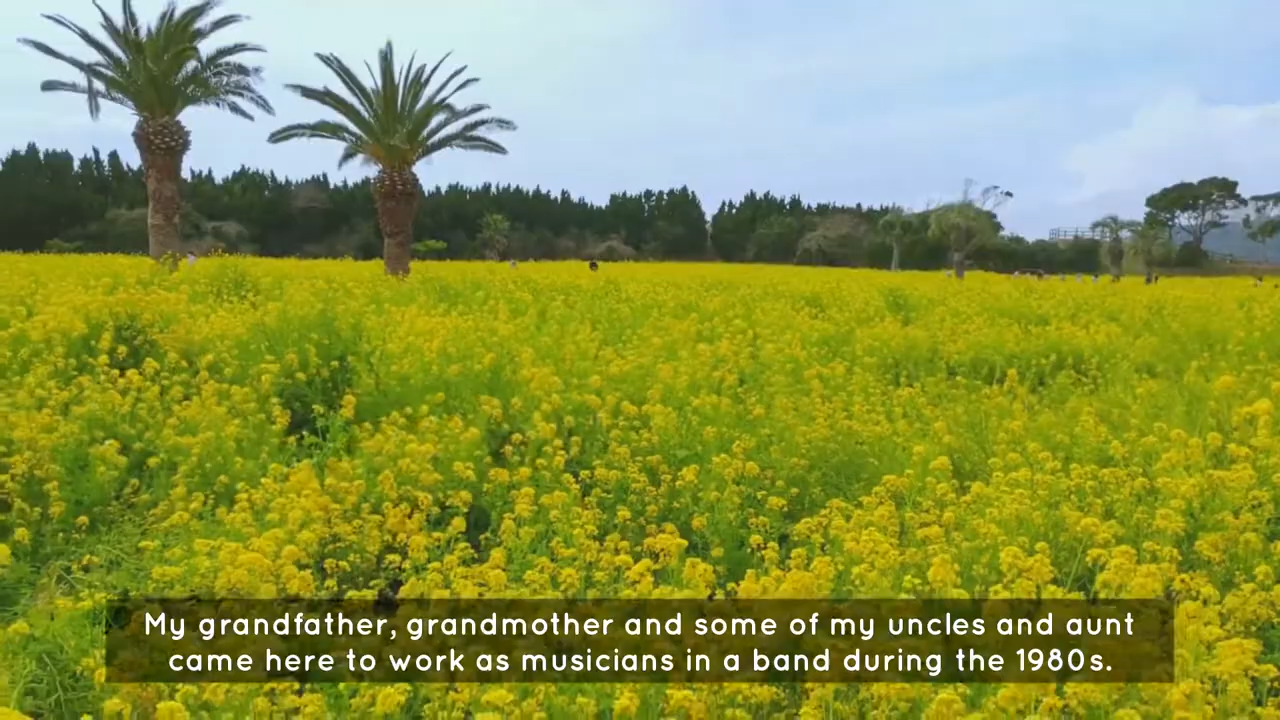 My grandfather, grandmother and some of my uncles and aunt
came here to work as musicians in a band during the 1980s.